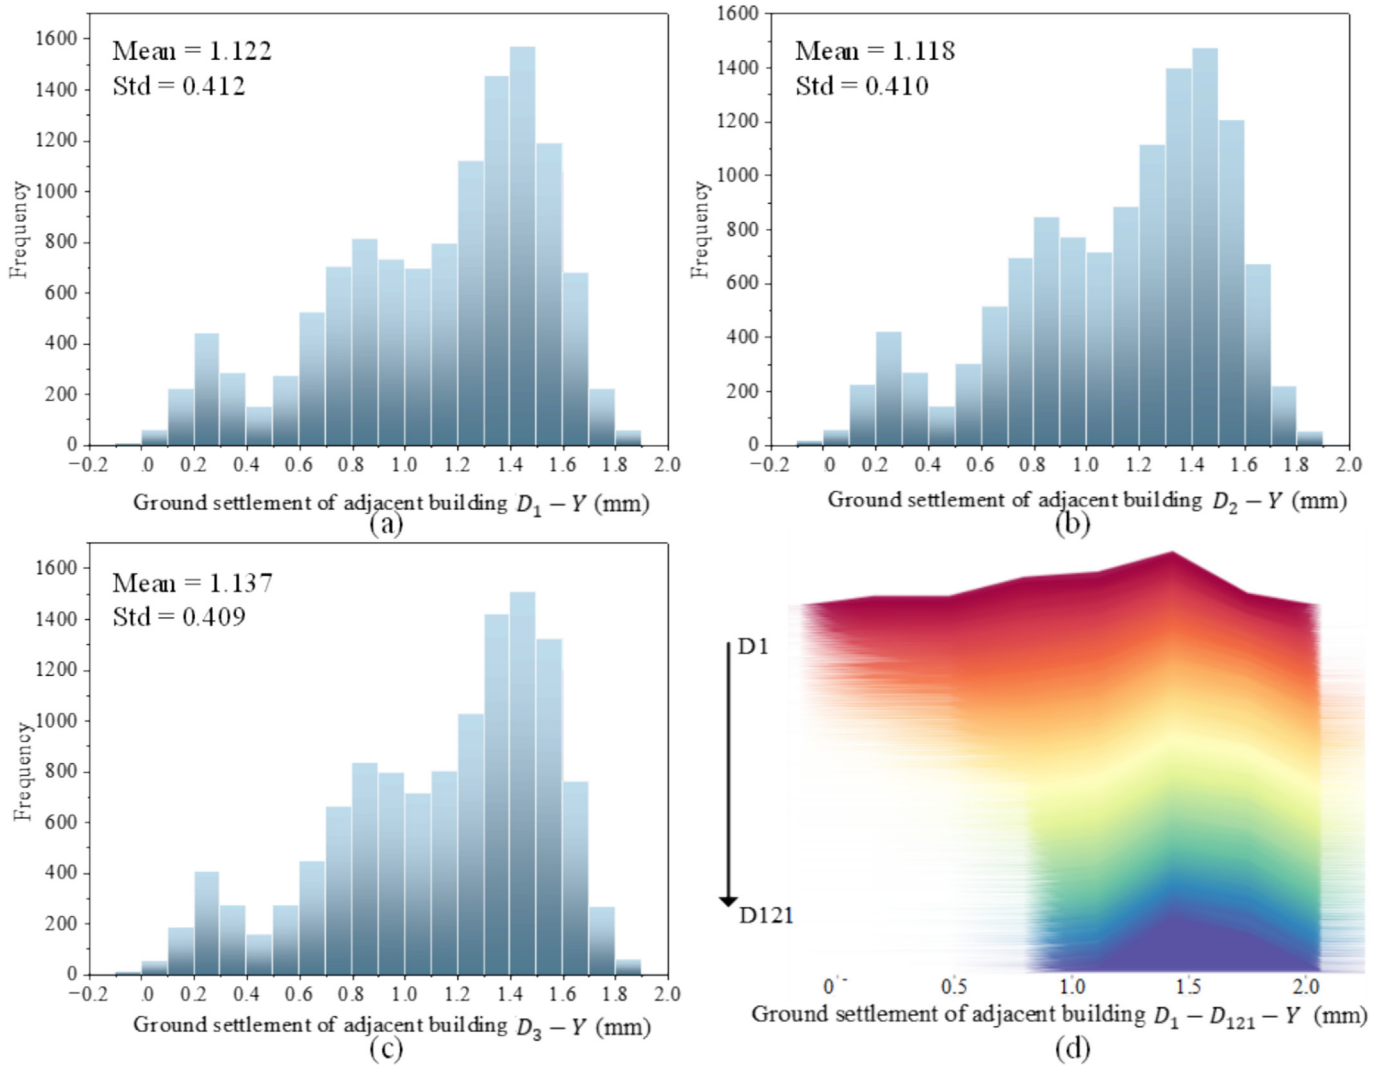 Mean = 1.122
Std = 0.412
1600
1400
1200
1000
800
600
400
200
0
Frequency
−0.2 .0 0.2 0.4 0.6 0.8 1.0 1.2 1.4 1.6 1.8 2.0
Ground settlement of adjacent building D₁ − Y (mm)
(a)
Mean = 1.118
Std = 0.410
1600
1400
1200
1000
800
600
400
200
0
Frequency
−0.2 0 0.2 0.4 0.6 0.8 1.0 1.2 1.4 1.6 1.8 2.0
Ground settlement of adjacent building D₂ − Y (mm)
(b)
Mean = 1.137
Std = 0.409
1600
1400
1200
1000
800
600
400
200
0
Frequency
−0.2 .0 0.2 0.4 0.6 0.8 1.0 1.2 1.4 1.6 1.8 2.0
Ground settlement of adjacent building D₃ − Y (mm)
(c)
D1
D121
0 0.5 1.0 1.5 2.0
Ground settlement of adjacent building D₁ − D₁₂₁ − Y (mm)
(d)